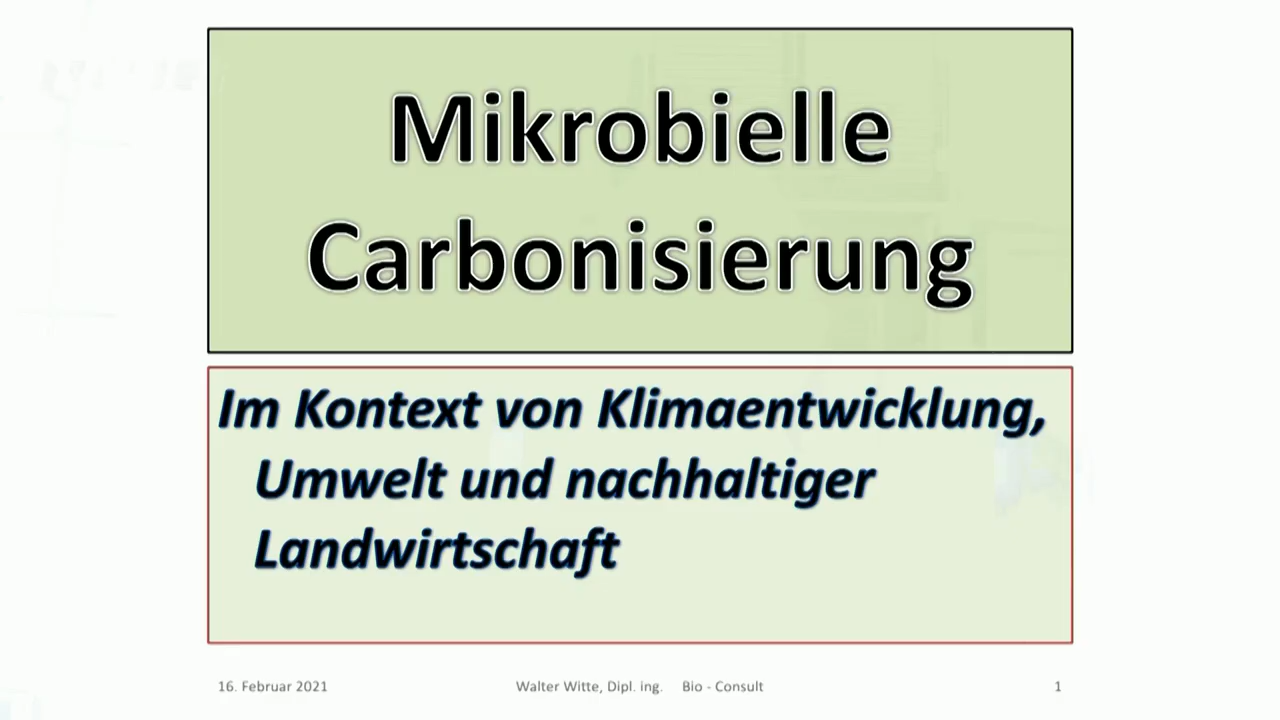 Mikrobielle
Carbonisierung
Im Kontext von Klimaentwicklung,
Umwelt und nachhaltiger
Landwirtschaft
16. Februar 2021 Walter Witte, Dipl. ing. Bio - Consult 1